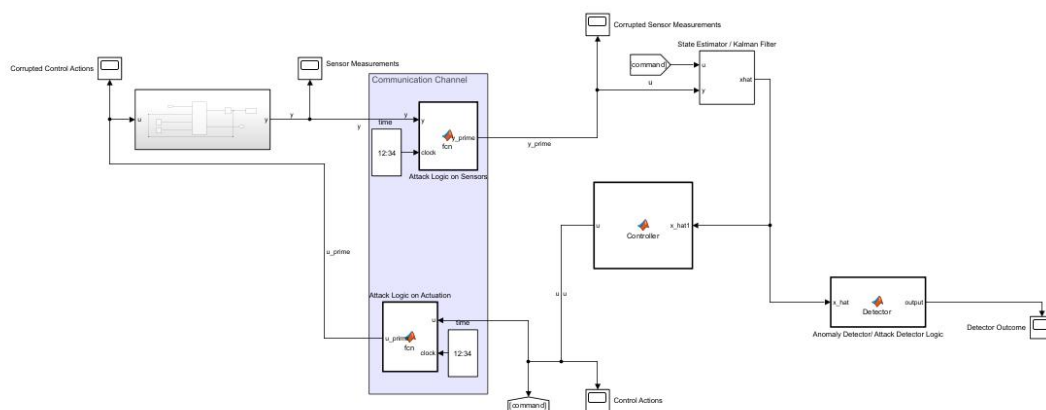 Corrupted Sensor Measurements
State Estimator / Kalman Filter
Corrupted Control Actions
Sensor Measurements
Communication Channel
command
u
u
y
xhat
u
y
y
y
y
y
time
12:34
clock
fcn
y_prime
y_prime
Attack Logic on Sensors
u
Controller
x_hat1
u_prime
u u
Attack Logic on Actuation
u_prime
fcn
u
clock
time
12:34
x_hat
Detector
output
Anomaly Detector/ Attack Detector Logic
Detector Outcome
[command]
Control Actions